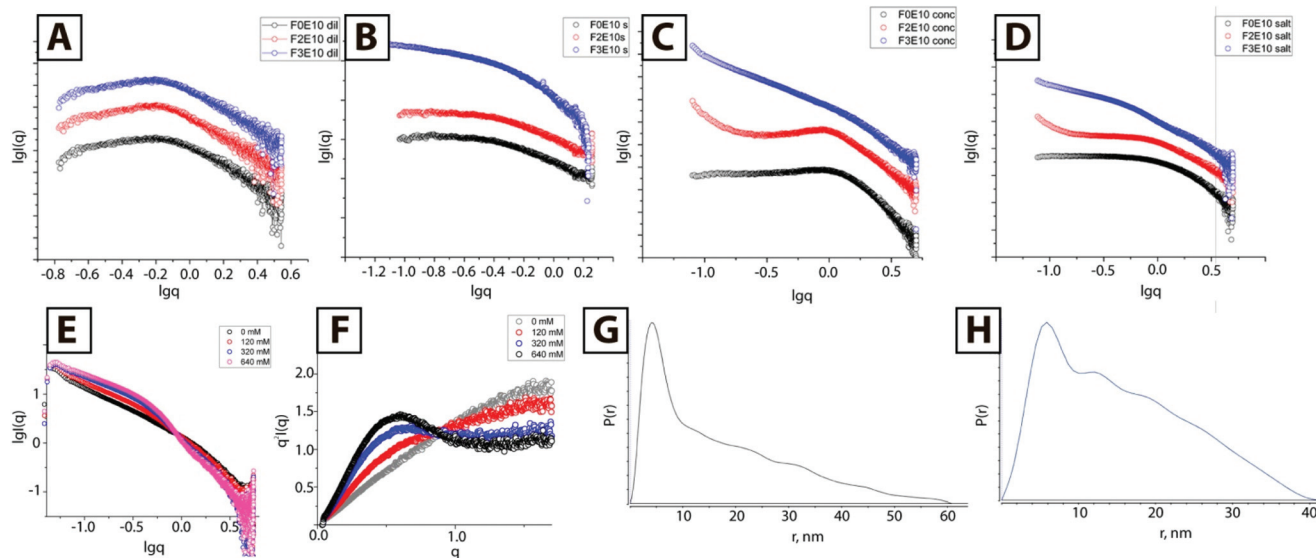 A
F0E10 dil
F2E10 dil
F3E10 dil
lgI(q)
-0.8 -0.6 -0.4 -0.2 0.0 0.2 0.4 0.6
lgq
B
F0E10 s
F2E10s
F3E10 s
lgI(q)
-1.2 -1.0 -0.8 -0.6 -0.4 -0.2 0.0 0.2
lgq
C
F0E10 conc
F2E10 conc
F3E10 conc
lgI(q)
-1.0 -0.5 0.0 0.5
lgq
D
F0E10 salt
F2E10 salt
F3E10 salt
lgI(q)
-1.0 -0.5 0.0 0.5
lgq
E
0 mM
120 mM
320 mM
640 mM
lgI(q)
1
0
-1
-1.0 -0.5 0.0 0.5
lgq
F
0 mM
120 mM
320 mM
640 mM
q²I(q)
2.0
1.5
1.0
0.5
0.0 1.0
q
G
P(r)
10 20 30 40 50 60
r, nm
H
P(r)
10 20 30 40
r, nm